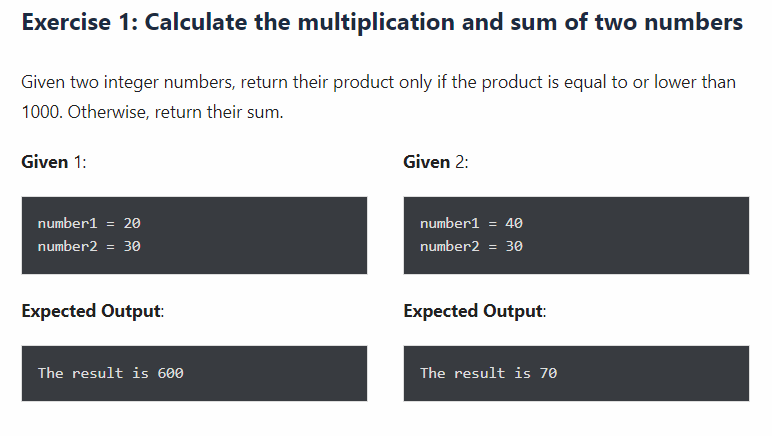 Exercise 1: Calculate the multiplication and sum of two numbers
Given two integer numbers, return their product only if the product is equal to or lower than
1000. Otherwise, return their sum.
Given 1:
number1 = 20
number2 = 30
Expected Output:
The result is 600
Given 2:
number1 = 40
number2 = 30
Expected Output:
The result is 70